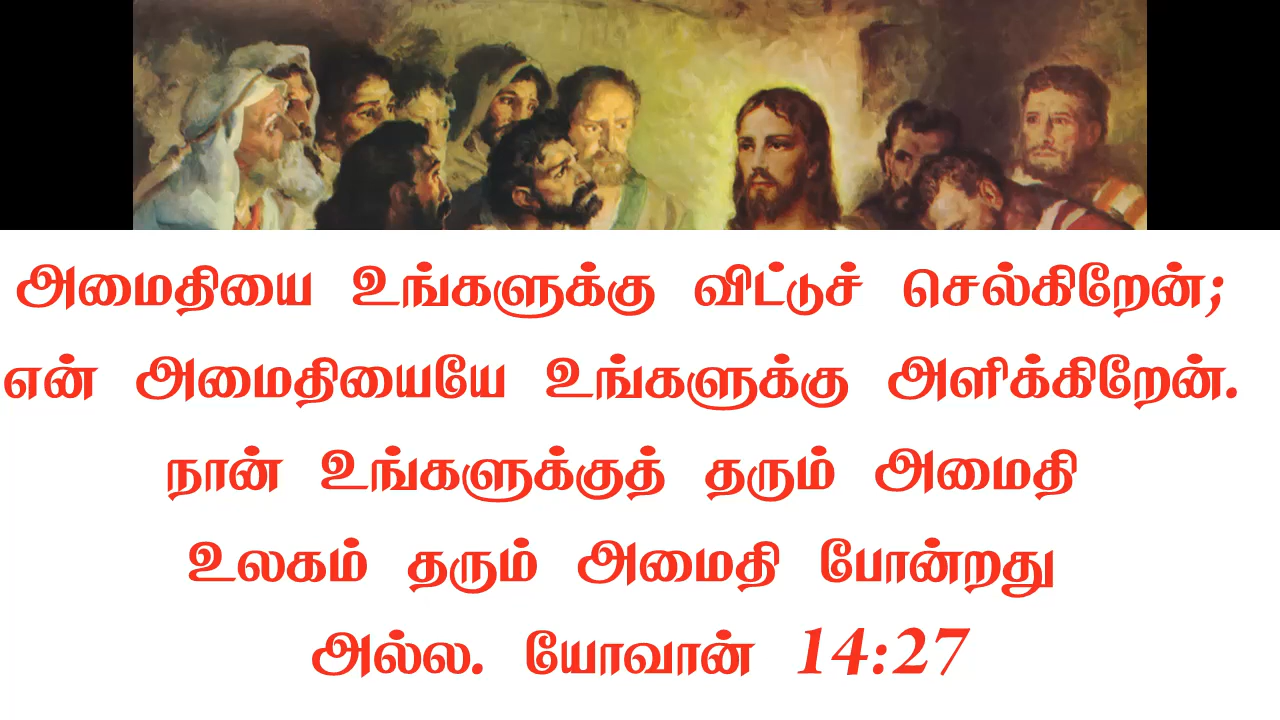 அமைதியை உங்களுக்கு விட்டுச் செல்கிறேன்;
என் அமைதியையே உங்களுக்கு அளிக்கிறேன்.
நான் உங்களுக்குத் தரும் அமைதி
உலகம் தரும் அமைதி போன்றது
அல்ல. யோவான் 14:27